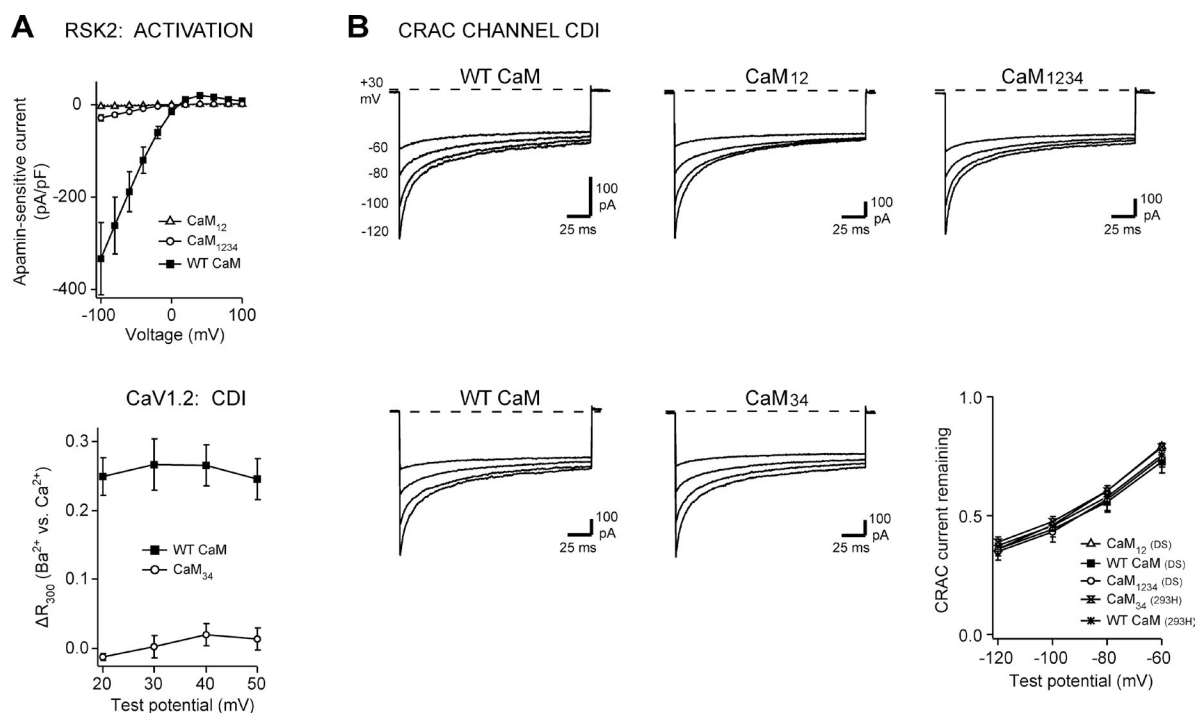 A RSK2: ACTIVATION
0
-200
-400
Apamin-sensitive current
(pA/pF)
CaM12
CaM1234
WT CaM
-100
0
100
Voltage (mV)
CaV1.2: CDI
0.3
0.2
0.1
0.0
ΔR300 (Ba2+ vs. Ca2+)
WT CaM
CaM34
20 30 40 50
Test potential (mV)
B CRAC CHANNEL CDI
WT CaM
+30
mV
-60
-80
-100
-120
100
pA
25 ms
CaM12
100
pA
25 ms
CaM1234
100
pA
25 ms
WT CaM
100
pA
25 ms
CaM34
100
pA
25 ms
1.0
0.5
0.0
CRAC current remaining
CaM12 (DS)
WT CaM (DS)
CaM1234 (DS)
CaM34 (293H)
WT CaM (293H)
-120 -100 -80 -60
Test potential (mV)